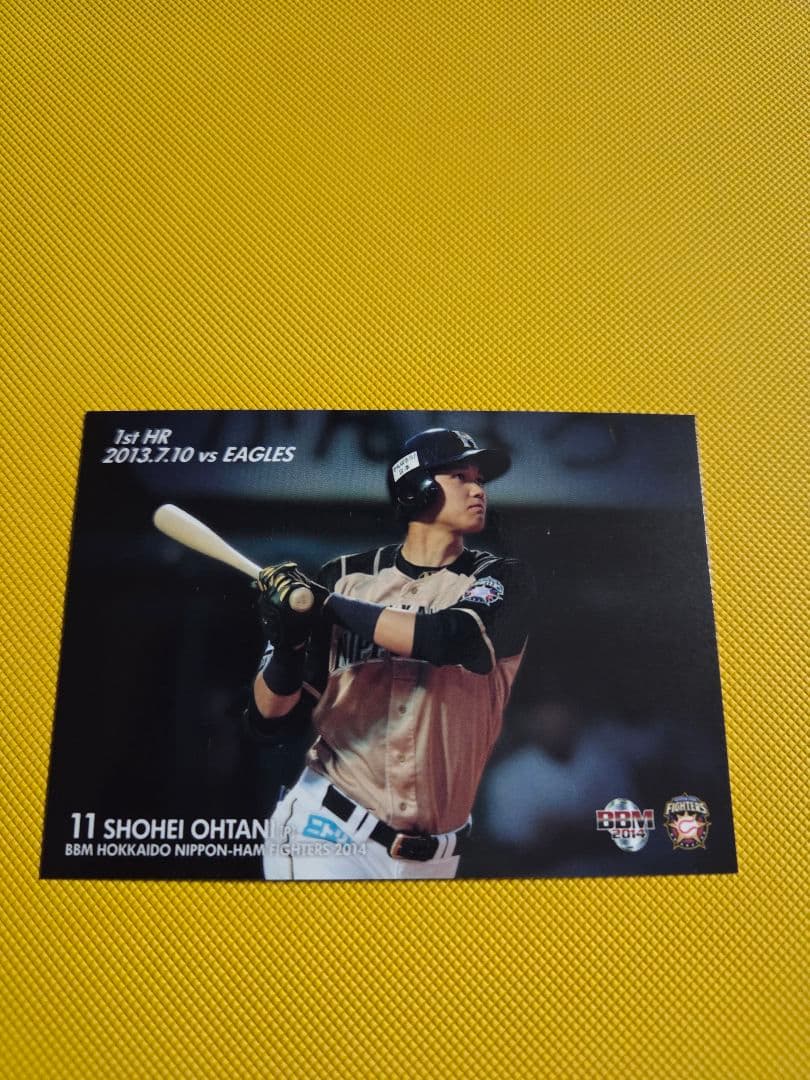 1st HR
2013.7.10 vs EAGLES
11 SHOHEI OHTANI P
BBM HOKKAIDO NIPPON-HAM FIGHTERS 2014
BBM
2014
FIGHTERS